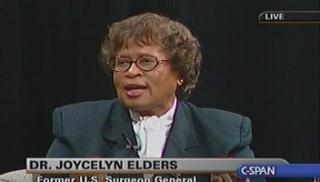 LIVE
DR. JOYCELYN ELDERS
Former U.S. Surgeon General
C-SPAN